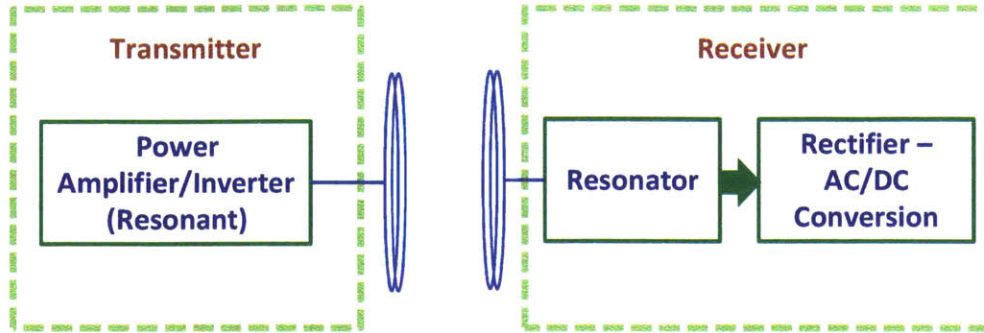 Transmitter
Receiver
Power
Amplifier/Inverter
(Resonant)
Resonator
Rectifier –
AC/DC
Conversion